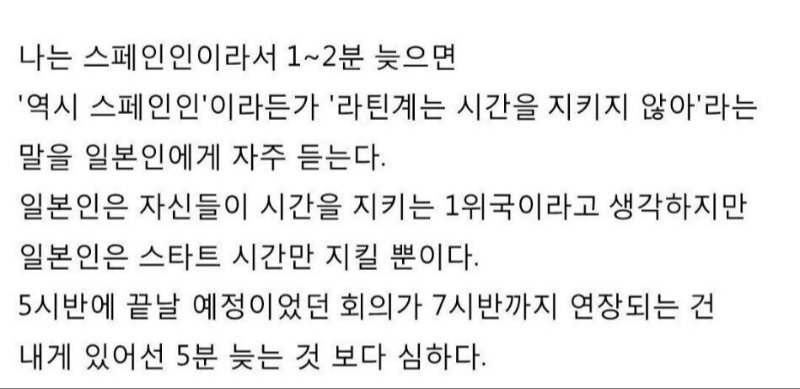 나는 스페인인이라서 1~2분 늦으면
'역시 스페인인'이라든가 '라틴계는 시간을 지키지 않아'라는
말을 일본인에게 자주 듣는다.
일본인은 자신들이 시간을 지키는 1위국이라고 생각하지만
일본인은 스타트 시간만 지킬 뿐이다.
5시반에 끝날 예정이었던 회의가 7시반까지 연장되는 건
내게 있어선 5분 늦는 것 보다 심하다.